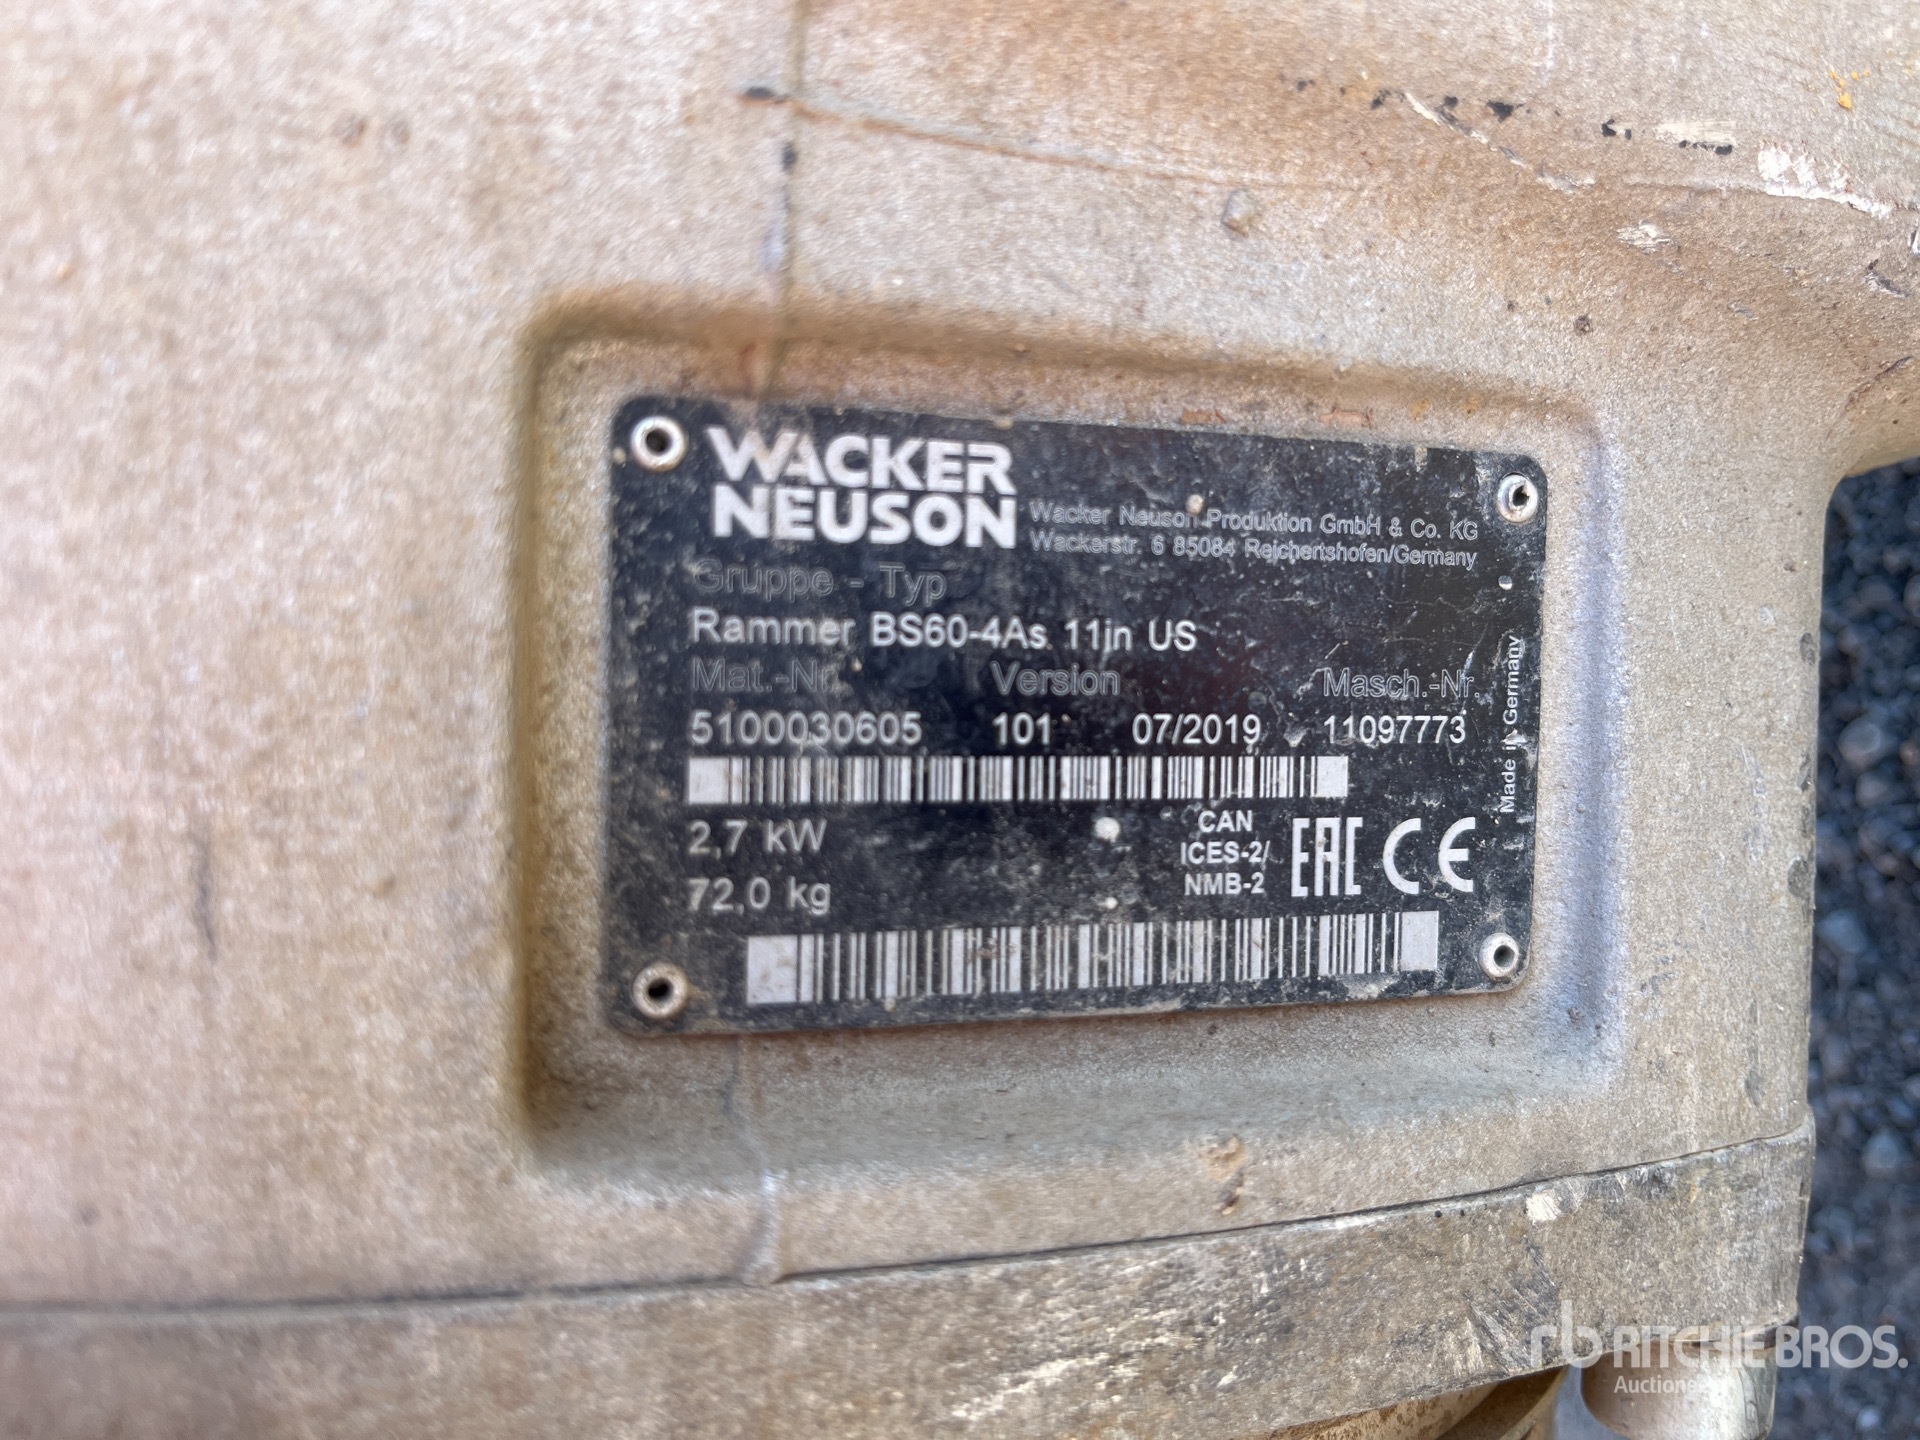 WACKER
NEUSON
Wacker Neuson Produktion GmbH & Co. KG
Wackerstr. 6 85084 Reichertshofen/Germany
Gruppe - Typ
Rammer BS60-4As 11in US
Mat.-Nr. Version Masch.-Nr.
5100030605 101 07/2019 11097773
Made in Germany
2,7 kW
72,0 kg
CAN
ICES-2/
NMB-2
EAC CE
rb RITCHIE BROS.
Auctioneers